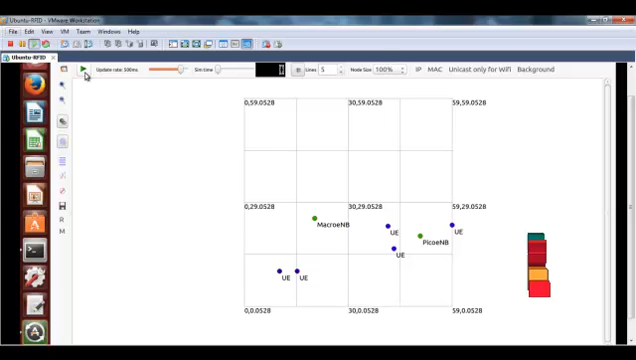 Ubuntu-RFID - VMware Workstation
File Edit View VM Team Windows Help
Ubuntu-RFID
Update rate: 500ms Sim time Lines 5 Node Size 100% IP MAC Unicast only for Wifi Background
R
M
0,59.0528 30,59.0528 59,59.0528
0,29.0528 30,29.0528 59,29.0528
MacroeNB
UE
UE
PicoeNB
UE
UE UE
0,0.0528 30,0.0528 59,0.0528